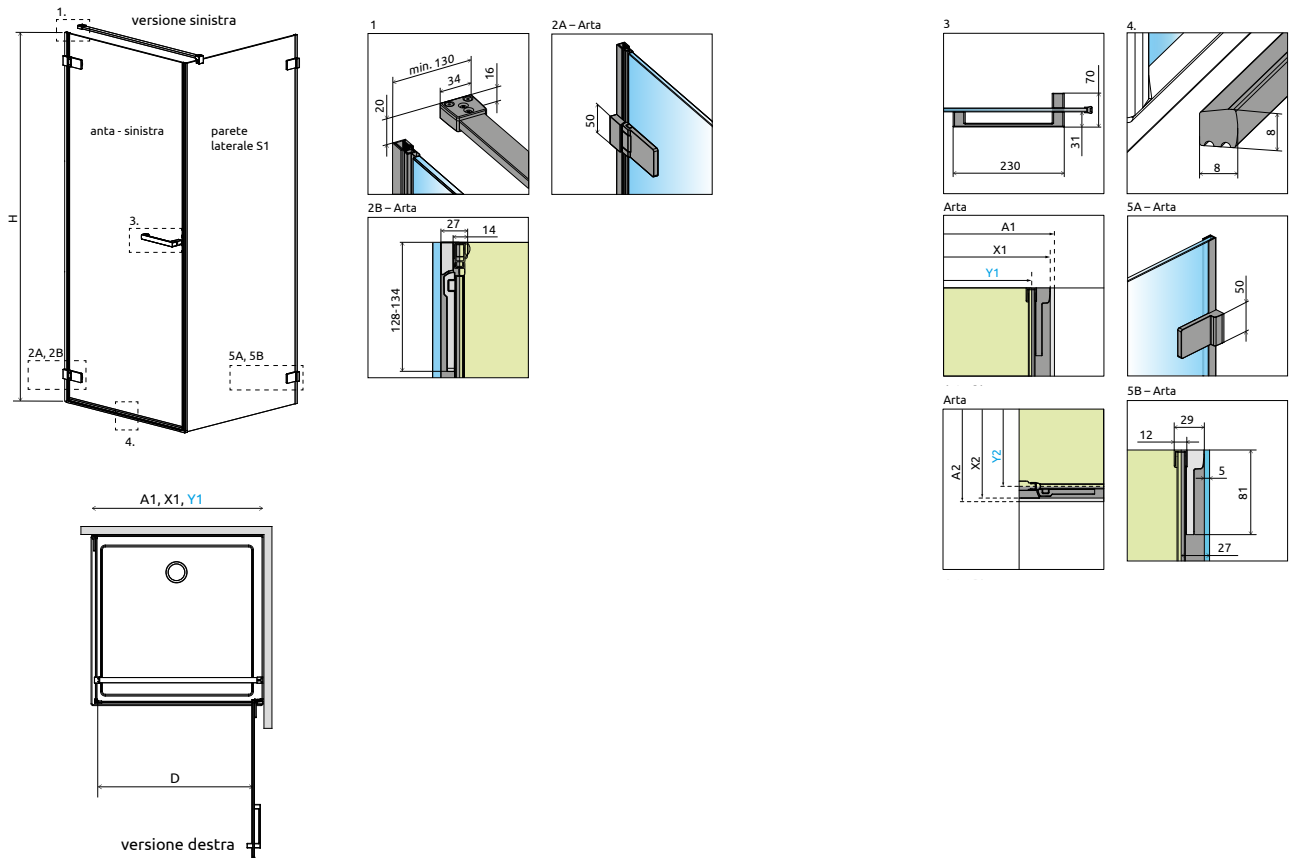 1.
versione sinistra
anta - sinistra
parete
laterale S1
H
3.
2A, 2B
5A, 5B
4.
1
min. 130
34
16
20
2A – Arta
50
2B – Arta
27
14
128-134
3
70
31
230
4.
8
8
Arta
A1
X1
Y1
5A – Arta
50
Arta
A2
X2
Y2
5B – Arta
29
12
5
81
27
A1, X1, Y1
D
versione destra